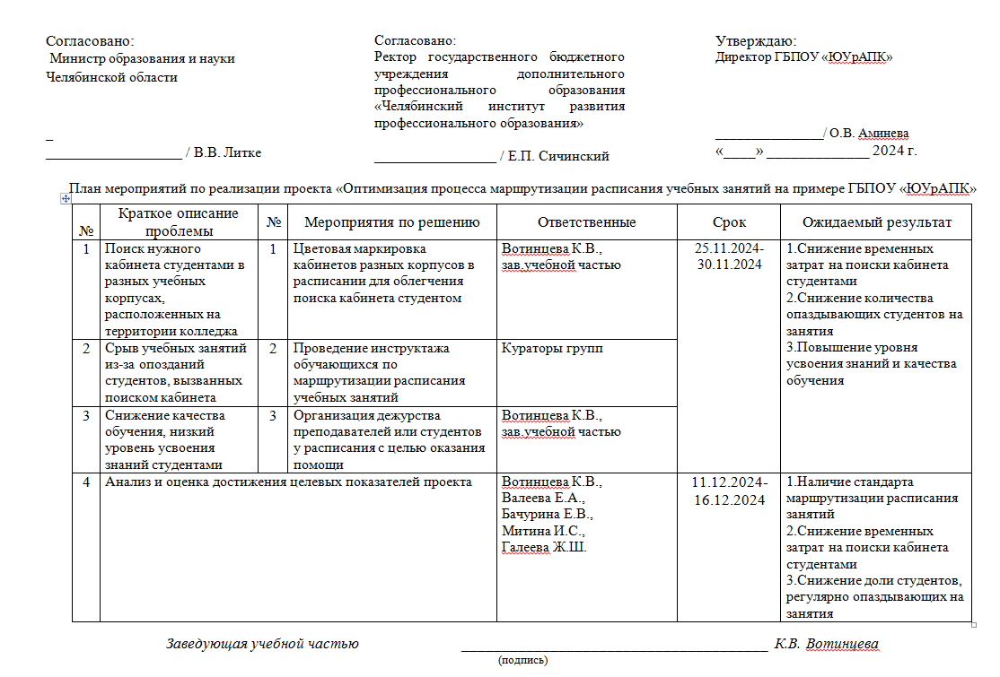 Согласовано:
Министр образования и науки
Челябинской области
_
___________________ / В.В. Литке
Согласовано:
Ректор государственного бюджетного
учреждения дополнительного
профессионального образования
«Челябинский институт развития
профессионального образования»
_________________ / Е.П. Сичинский
Утверждаю:
Директор ГБПОУ «ЮУрАПК»
_______________/ О.В. Аминева
«____» ______________ 2024 г.
План мероприятий по реализации проекта «Оптимизация процесса маршрутизации расписания учебных занятий на примере ГБПОУ «ЮУрАПК»
№
Краткое описание
проблемы
№
Мероприятия по решению
Ответственные
Срок
Ожидаемый результат
1
Поиск нужного
кабинета студентами в
разных учебных
корпусах,
расположенных на
территории колледжа
1
Цветовая маркировка
кабинетов разных корпусов в
расписании для облегчения
поиска кабинета студентом
Вотинцева К.В.,
зав.учебной частью
25.11.2024-
30.11.2024
1.Снижение временных
затрат на поиски кабинета
студентами
2.Снижение количества
опаздывающих студентов на
занятия
3.Повышение уровня
усвоения знаний и качества
обучения
2
Срыв учебных занятий
из-за опозданий
студентов, вызванных
поиском кабинета
2
Проведение инструктажа
обучающихся по
маршрутизации расписания
учебных занятий
Кураторы групп
3
Снижение качества
обучения, низкий
уровень усвоения
знаний студентами
3
Организация дежурства
преподавателей или студентов
у расписания с целью оказания
помощи
Вотинцева К.В.,
зав.учебной частью
4
Анализ и оценка достижения целевых показателей проекта
Вотинцева К.В.,
Валеева Е.А.,
Бачурина Е.В.,
Митина И.С.,
Галеева Ж.Ш.
11.12.2024-
16.12.2024
1.Наличие стандарта
маршрутизации расписания
занятий
2.Снижение временных
затрат на поиски кабинета
студентами
3.Снижение доли студентов,
регулярно опаздывающих на
занятия
Заведующая учебной частью ______________________________________ К.В. Вотинцева
(подпись)